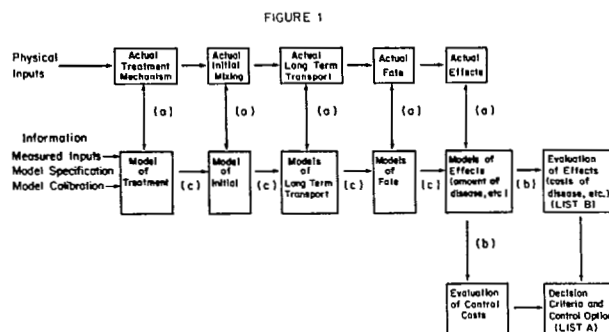 FIGURE 1
Physical
Inputs
Actual
Treatment
Mechanism
Actual
Initial
Mixing
Actual
Long Term
Transport
Actual
Fate
Actual
Effects
(a)
(a)
(a)
(a)
(a)
Information
Measured Inputs
Model Specification
Model Calibration
Model
of
Treatment
(c)
Model
of
Initial
(c)
Models
of
Long Term
Transport
(c)
Models
of
Fate
(c)
Models of
Effects
(amount of
disease, etc)
(b)
Evaluation
of Effects
(costs of
disease, etc.)
(LIST B)
(b)
Evaluation
of Control
Costs
Decision
Criteria and
Control Option
(LIST A)